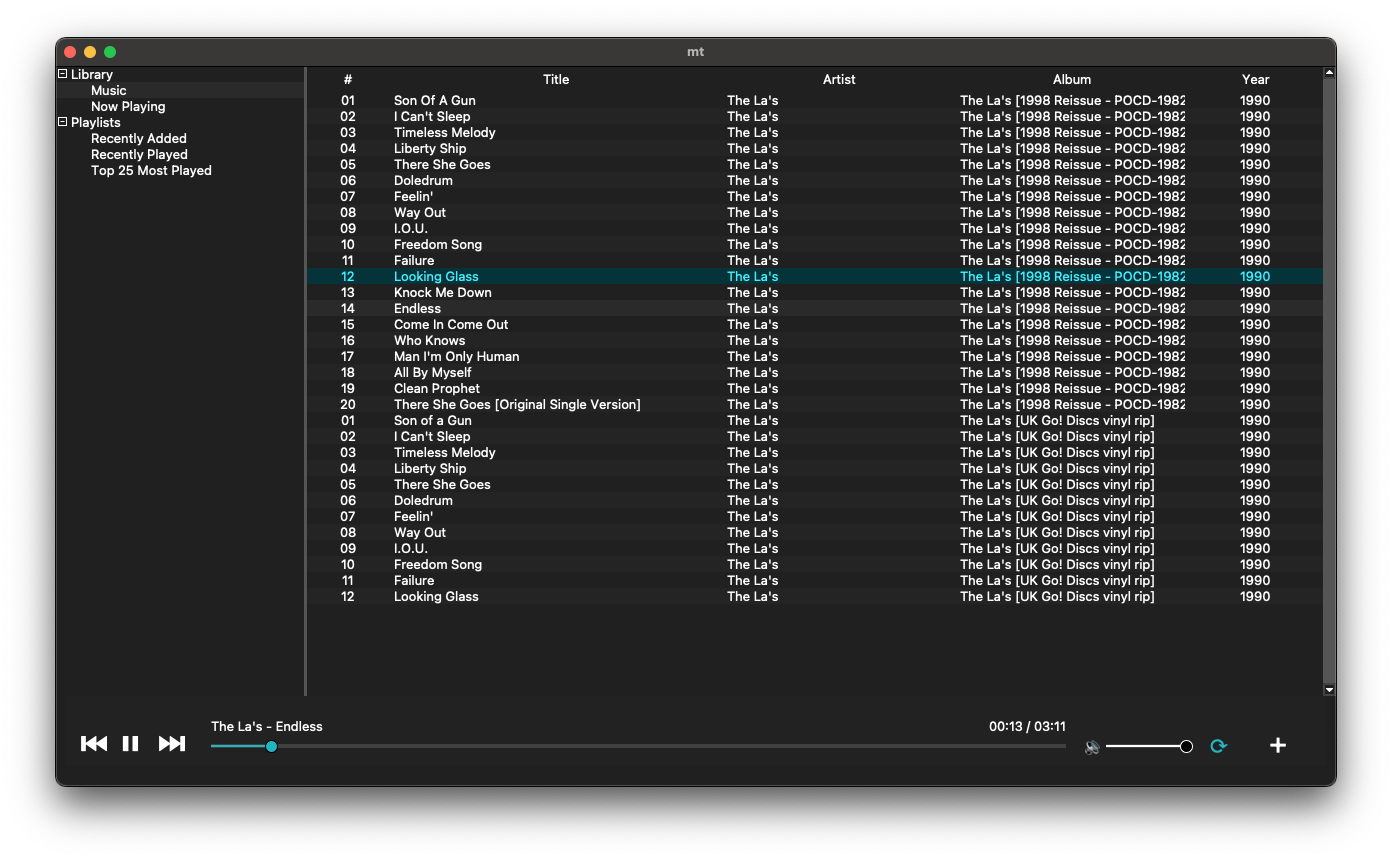 mt
Library
Music
Now Playing
Playlists
Recently Added
Recently Played
Top 25 Most Played
# Title Artist Album Year
01 Son Of A Gun The La's The La's [1998 Reissue - POCD-1982 1990
02 I Can't Sleep The La's The La's [1998 Reissue - POCD-1982 1990
03 Timeless Melody The La's The La's [1998 Reissue - POCD-1982 1990
04 Liberty Ship The La's The La's [1998 Reissue - POCD-1982 1990
05 There She Goes The La's The La's [1998 Reissue - POCD-1982 1990
06 Doledrum The La's The La's [1998 Reissue - POCD-1982 1990
07 Feelin' The La's The La's [1998 Reissue - POCD-1982 1990
08 Way Out The La's The La's [1998 Reissue - POCD-1982 1990
09 I.O.U. The La's The La's [1998 Reissue - POCD-1982 1990
10 Freedom Song The La's The La's [1998 Reissue - POCD-1982 1990
11 Failure The La's The La's [1998 Reissue - POCD-1982 1990
12 Looking Glass The La's The La's [1998 Reissue - POCD-1982 1990
13 Knock Me Down The La's The La's [1998 Reissue - POCD-1982 1990
14 Endless The La's The La's [1998 Reissue - POCD-1982 1990
15 Come In Come Out The La's The La's [1998 Reissue - POCD-1982 1990
16 Who Knows The La's The La's [1998 Reissue - POCD-1982 1990
17 Man I'm Only Human The La's The La's [1998 Reissue - POCD-1982 1990
18 All By Myself The La's The La's [1998 Reissue - POCD-1982 1990
19 Clean Prophet The La's The La's [1998 Reissue - POCD-1982 1990
20 There She Goes [Original Single Version] The La's The La's [1998 Reissue - POCD-1982 1990
01 Son of a Gun The La's The La's [UK Go! Discs vinyl rip] 1990
02 I Can't Sleep The La's The La's [UK Go! Discs vinyl rip] 1990
03 Timeless Melody The La's The La's [UK Go! Discs vinyl rip] 1990
04 Liberty Ship The La's The La's [UK Go! Discs vinyl rip] 1990
05 There She Goes The La's The La's [UK Go! Discs vinyl rip] 1990
06 Doledrum The La's The La's [UK Go! Discs vinyl rip] 1990
07 Feelin' The La's The La's [UK Go! Discs vinyl rip] 1990
08 Way Out The La's The La's [UK Go! Discs vinyl rip] 1990
09 I.O.U. The La's The La's [UK Go! Discs vinyl rip] 1990
10 Freedom Song The La's The La's [UK Go! Discs vinyl rip] 1990
11 Failure The La's The La's [UK Go! Discs vinyl rip] 1990
12 Looking Glass The La's The La's [UK Go! Discs vinyl rip] 1990
The La's - Endless 00:13 / 03:11